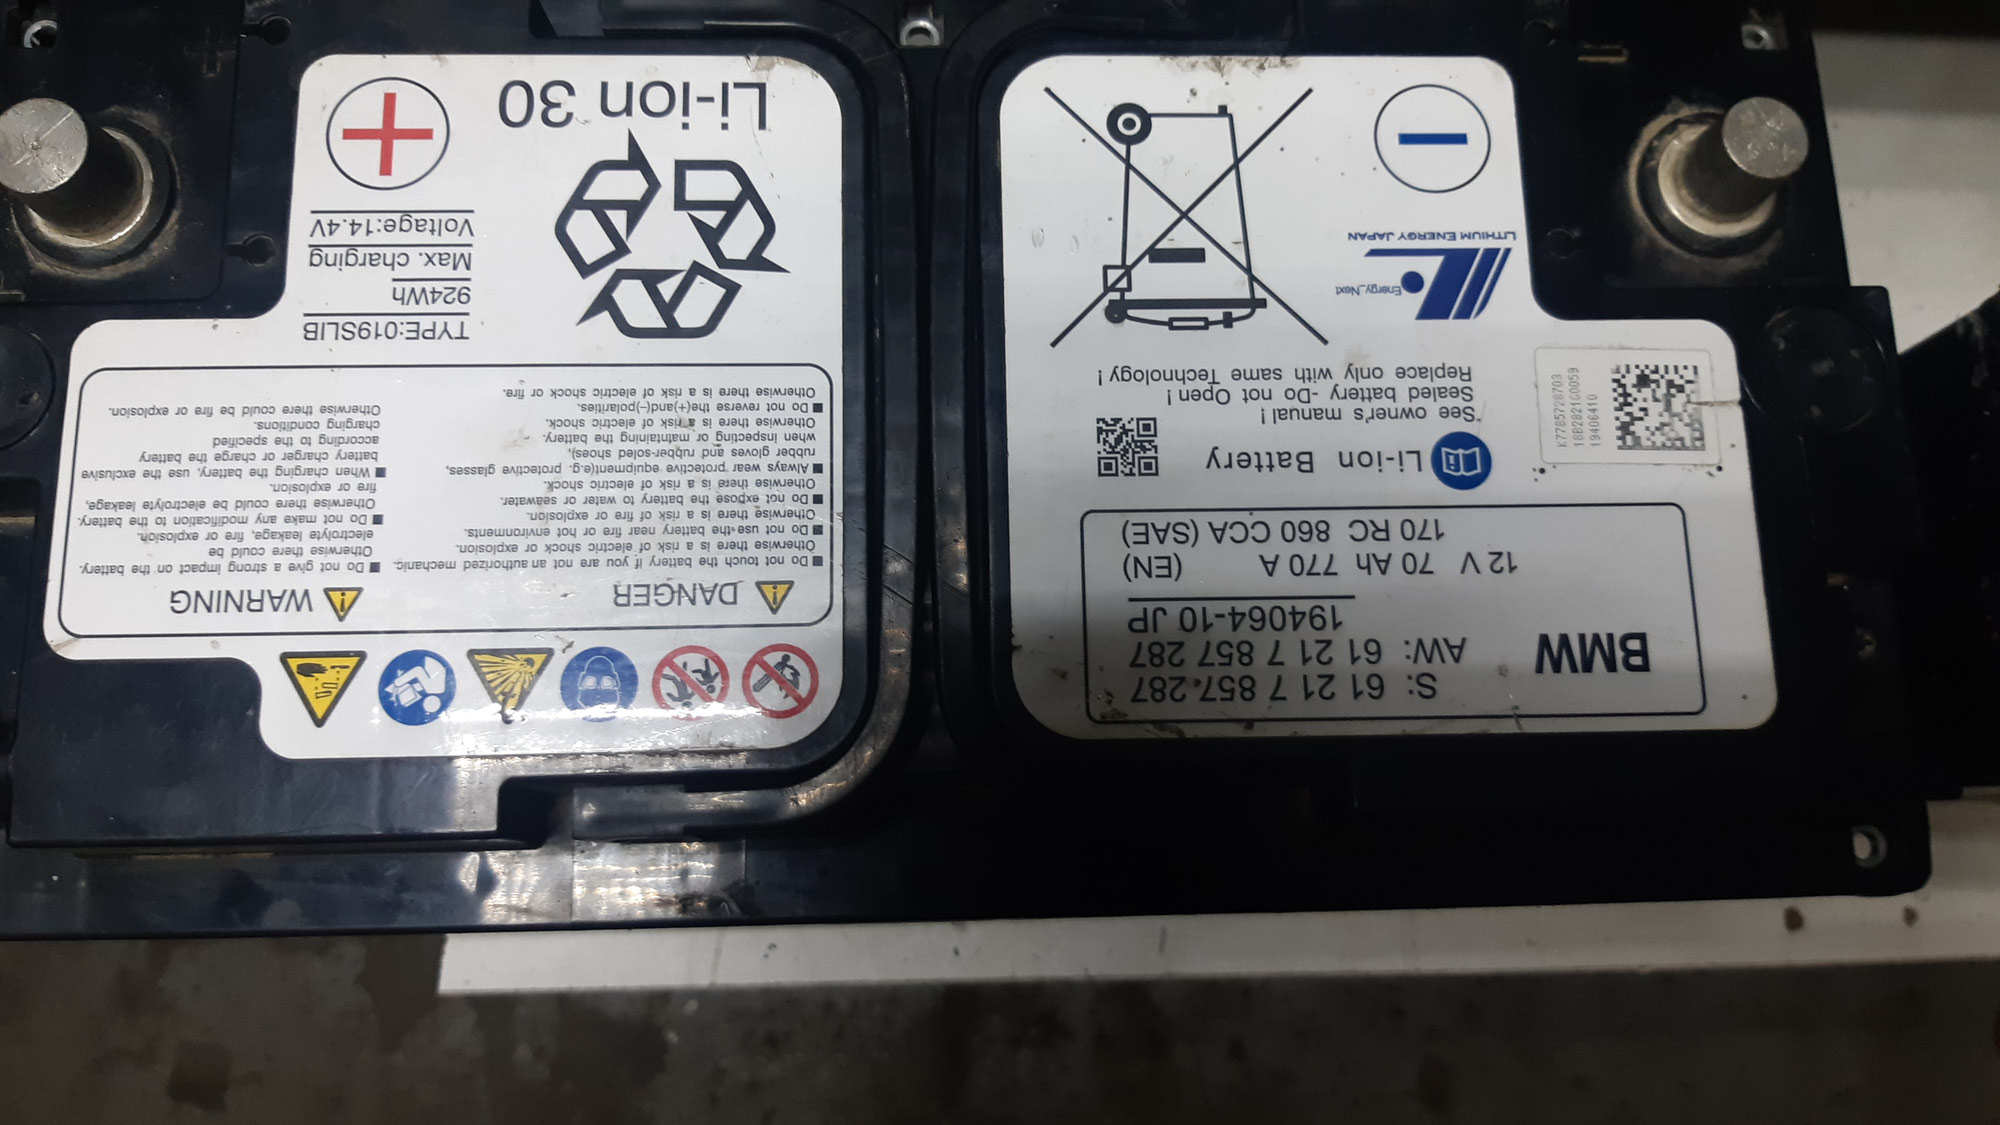 BMW
S: 61 21 7 857 287
AW: 61 21 7 857 287
194064-10 JP
12 V 70 Ah 770 A (EN)
170 RC 860 CCA (SAE)
Li-ion Battery
See owner's manual !
Sealed battery - Do not Open !
Replace only with same Technology !
K7785728703
19406410
Energy_Next
LITHIUM ENERGY JAPAN
DANGER
■ Do not touch the battery if you are not an authorized mechanic.
Otherwise there is a risk of electric shock or explosion.
■ Do not use the battery near fire or hot environments.
Otherwise there is a risk of fire or explosion.
■ Do not expose the battery to water or seawater.
Otherwise there is a risk of electric shock.
■ Always wear protective equipment(e.g. protective glasses,
rubber gloves and rubber-soled shoes),
when inspecting or maintaining the battery.
Otherwise there is a risk of electric shock.
■ Do not reverse the(+)and(-)polarities.
Otherwise there is a risk of electric shock or fire.
WARNING
■ Do not give a strong impact on the battery.
Otherwise there could be
electrolyte leakage, fire or explosion.
■ Do not make any modification to the battery.
Otherwise there could be electrolyte leakage,
fire or explosion.
■ When charging the battery, use the exclusive
battery charger or charge the battery
according to the specified
charging conditions.
Otherwise there could be fire or explosion.
TYPE:019SLIB
924Wh
Max. charging
Voltage:14.4V
Li-ion 30